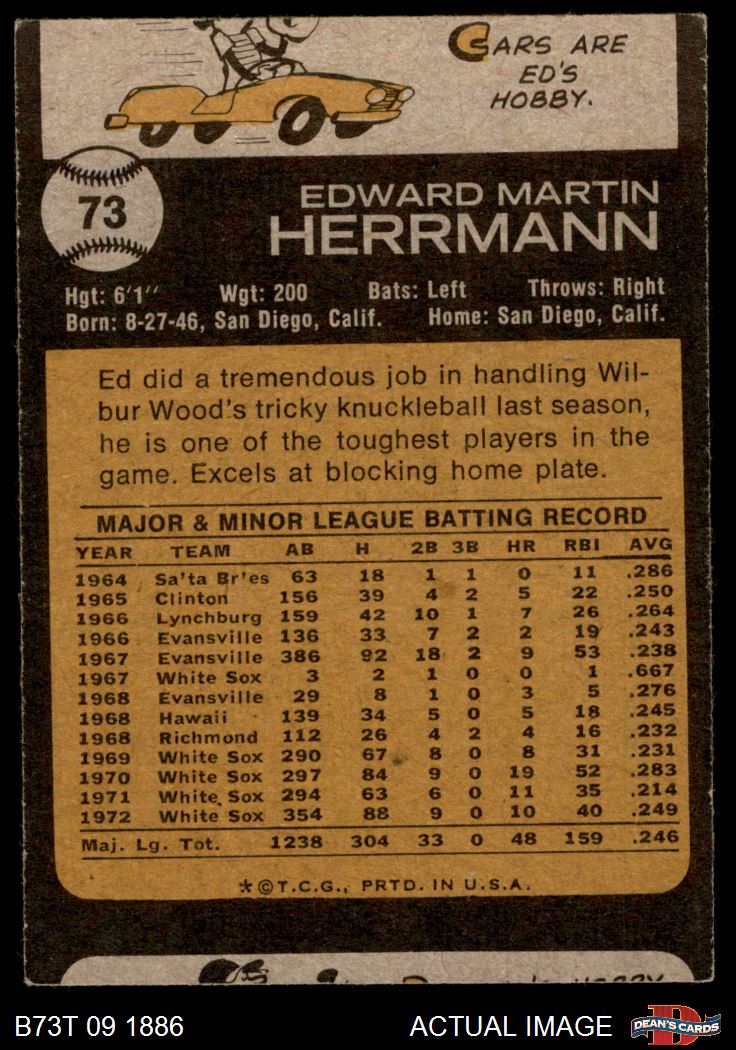 CARS ARE
ED'S
HOBBY.
73
EDWARD MARTIN
HERRMANN
Hgt: 6'1" Wgt: 200 Bats: Left Throws: Right
Born: 8-27-46, San Diego, Calif. Home: San Diego, Calif.
Ed did a tremendous job in handling Wil-
bur Wood's tricky knuckleball last season,
he is one of the toughest players in the
game. Excels at blocking home plate.
MAJOR & MINOR LEAGUE BATTING RECORD
YEAR TEAM AB H 2B 3B HR RBI AVG
1964 Sa'ta Br'es 63 18 1 1 0 11 .286
1965 Clinton 156 39 4 2 5 22 .250
1966 Lynchburg 159 42 10 1 7 26 .264
1966 Evansville 136 33 7 2 2 19 .243
1967 Evansville 386 92 18 2 9 53 .238
1967 White Sox 3 2 1 0 0 1 .667
1968 Evansville 29 8 1 0 3 5 .276
1968 Hawaii 139 34 5 0 5 18 .245
1968 Richmond 112 26 4 2 4 16 .232
1969 White Sox 290 67 8 0 8 31 .231
1970 White Sox 297 84 9 0 19 52 .283
1971 White Sox 294 63 6 0 11 35 .214
1972 White Sox 354 88 9 0 10 40 .249
Maj. Lg. Tot. 1238 304 33 0 48 159 .246
*©T.C.G., PRTD. IN U.S.A.
B73T 09 1886 ACTUAL IMAGE DEAN'S CARDS